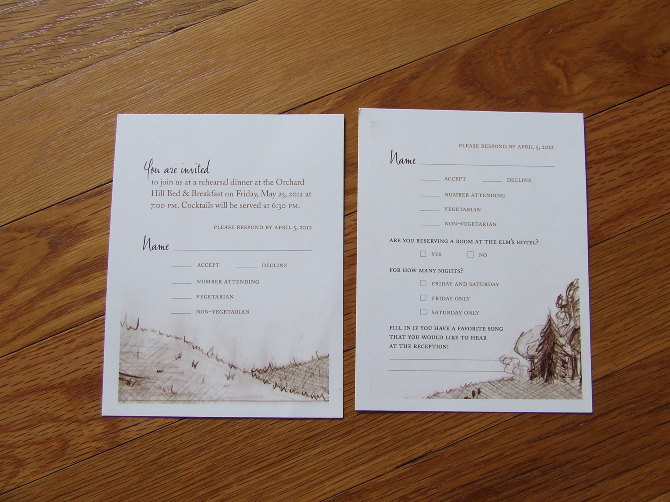 You are invited
to join us at a rehearsal dinner at the Orchard
Hill Bed & Breakfast on Friday, May 25, 2012 at
7:00 PM. Cocktails will be served at 6:30 PM.
PLEASE RESPOND BY APRIL 5, 2012
Name
ACCEPT DECLINE
NUMBER ATTENDING
VEGETARIAN
NON-VEGETARIAN
PLEASE RESPOND BY APRIL 5, 2012
Name
ACCEPT DECLINE
NUMBER ATTENDING
VEGETARIAN
NON-VEGETARIAN
ARE YOU RESERVING A ROOM AT THE ELM'S HOTEL?
YES NO
FOR HOW MANY NIGHTS?
FRIDAY AND SATURDAY
FRIDAY ONLY
SATURDAY ONLY
FILL IN IF YOU HAVE A FAVORITE SONG
THAT YOU WOULD LIKE TO HEAR
AT THE RECEPTION: